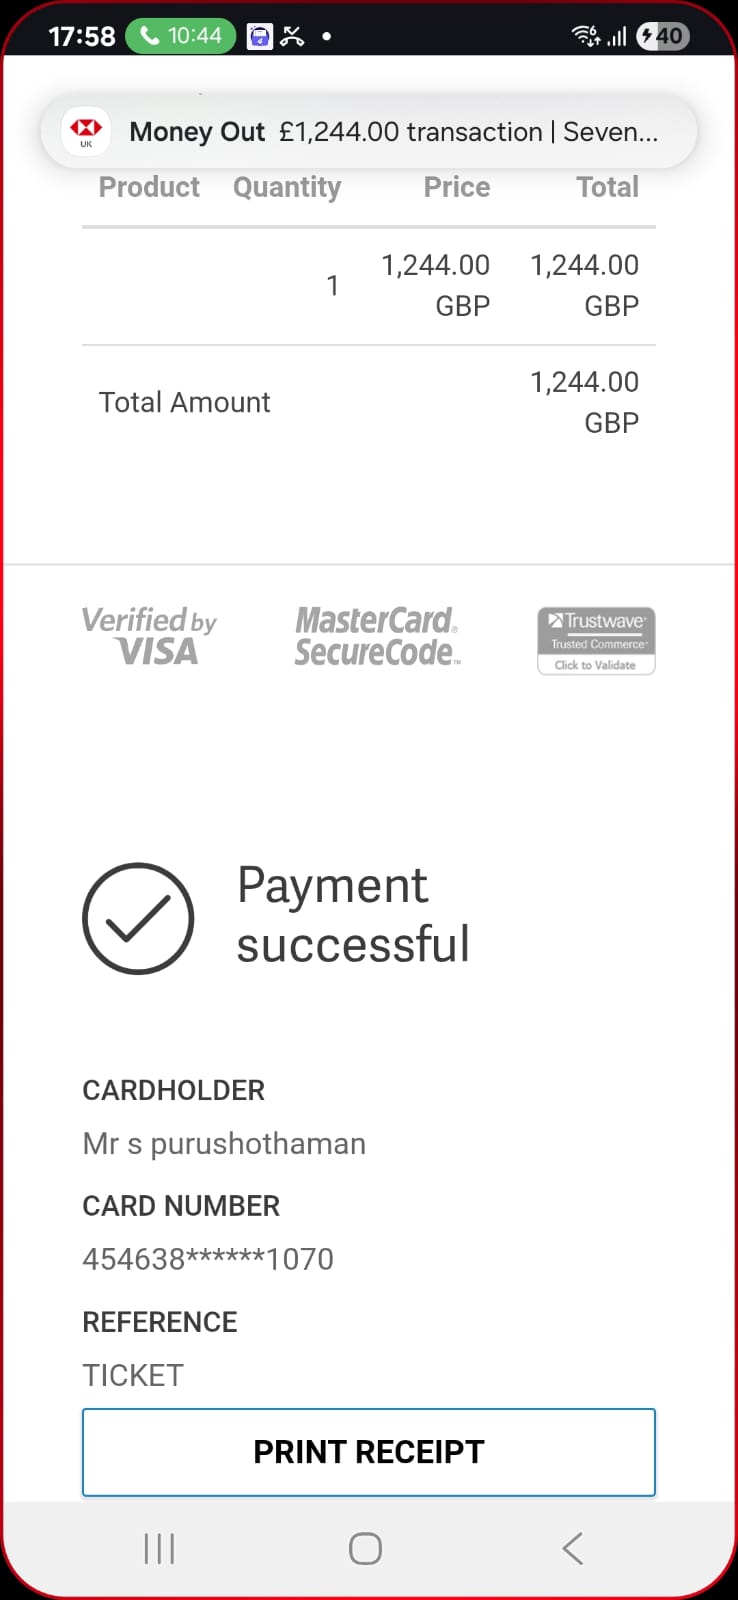 17:58 10:44 40
UK
Money Out £1,244.00 transaction | Seven...
Product Quantity Price Total
1 1,244.00 GBP 1,244.00 GBP
Total Amount 1,244.00 GBP
Verified by VISA
MasterCard® SecureCode™
Trustwave®
Trusted Commerce™
Click to Validate
Payment
successful
CARDHOLDER
Mr s purushothaman
CARD NUMBER
454638******1070
REFERENCE
TICKET
PRINT RECEIPT